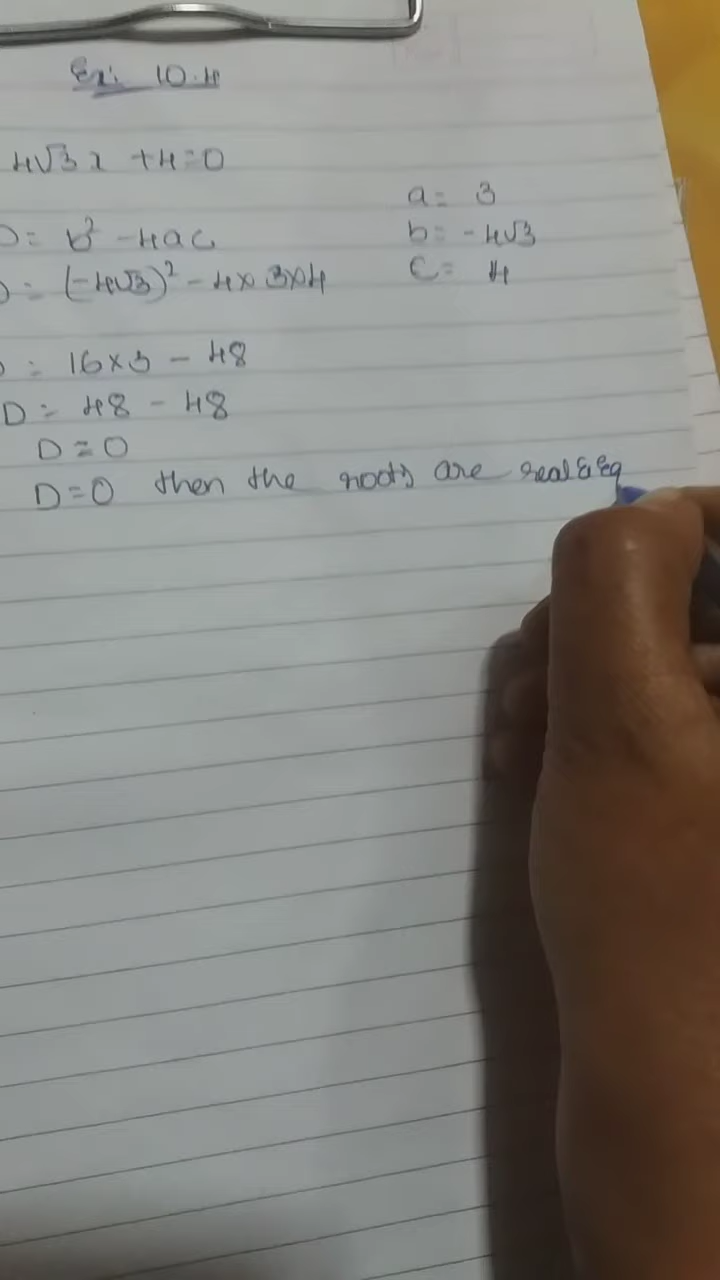 Ex: 10.4
4√3x + 4 = 0
a = 3
D = b² - 4ac
b = -4√3
D = (-4√3)² - 4×3×4
c = 4
D = 16×3 - 48
D = 48 - 48
D = 0
D = 0 then the roots are real & Eq